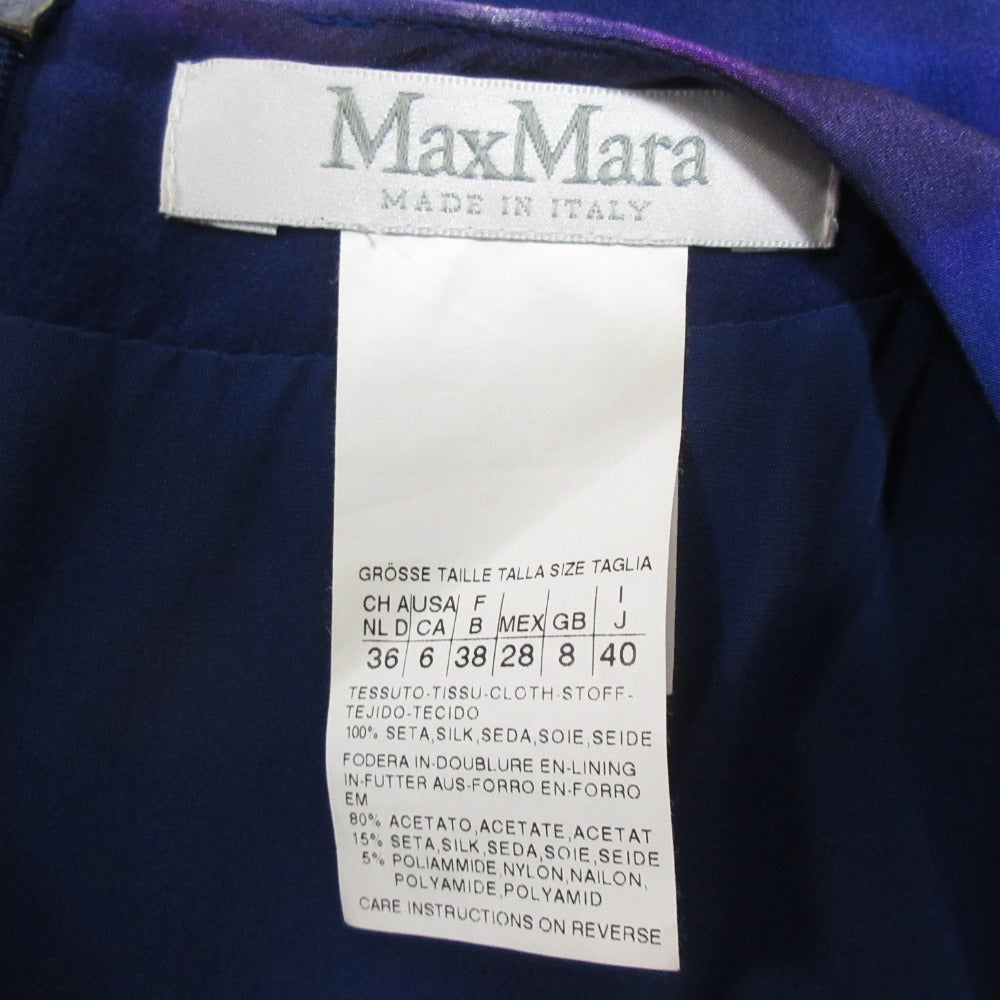 MaxMara
MADE IN ITALY
GRÖSSE TAILLE TALLA SIZE TAGLIA
CH A USA F MEX GB I
NL D CA B J
36 6 38 28 8 40
TESSUTO-TISSU-CLOTH-STOFF-
TEJIDO-TECIDO
100% SETA,SILK,SEDA,SOIE,SEIDE
FODERA IN-DOUBLURE EN-LINING
IN-FUTTER AUS-FORRO EN-FORRO
EM
80% ACETATO,ACETATE,ACETAT
15% SETA,SILK,SEDA,SOIE,SEIDE
5% POLIAMMIDE,NYLON,NAILON,
POLYAMIDE,POLYAMID
CARE INSTRUCTIONS ON REVERSE